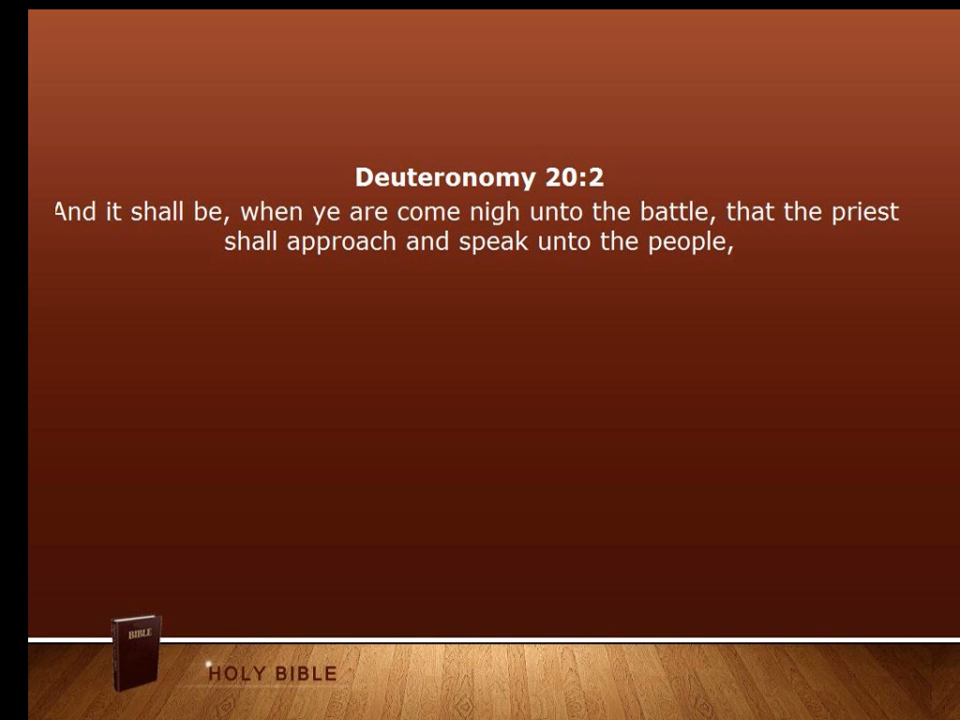 Deuteronomy 20:2
And it shall be, when ye are come nigh unto the battle, that the priest
shall approach and speak unto the people,
BIBLE
HOLY BIBLE